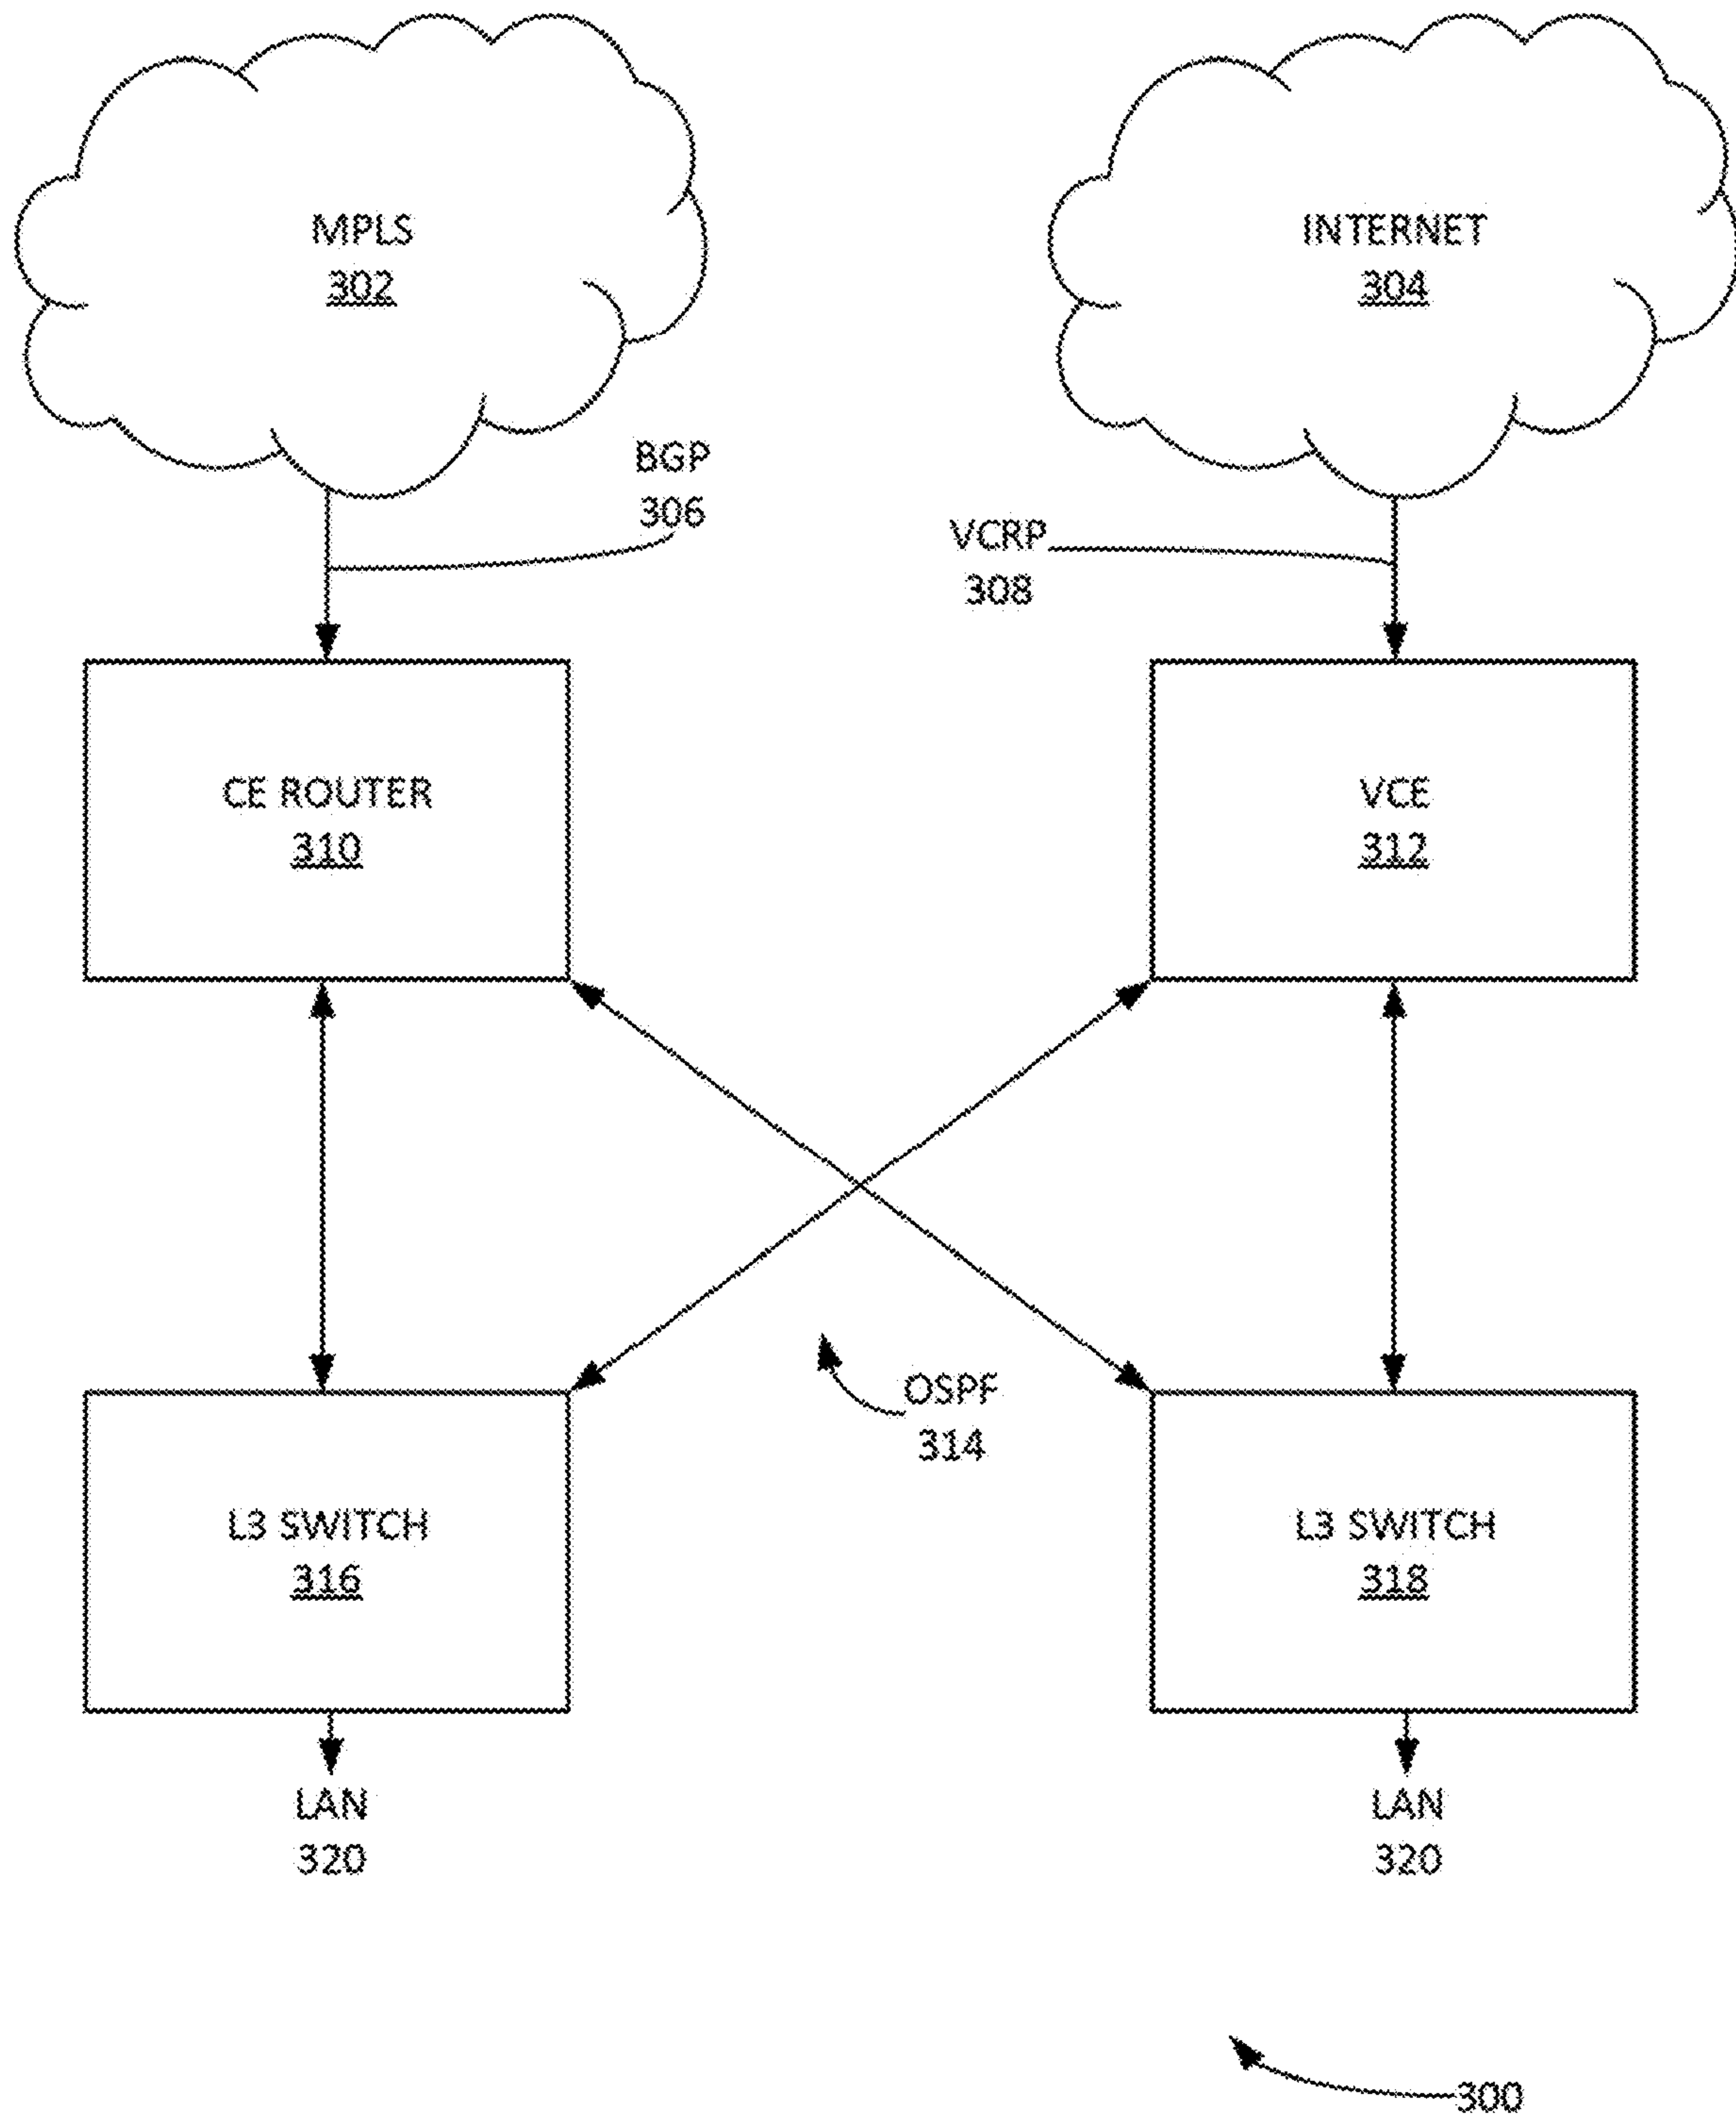 MPLS
302
INTERNET
304
BGP
306
VCRP
308
CE ROUTER
310
VCE
312
OSPF
314
L3 SWITCH
316
L3 SWITCH
318
LAN
320
LAN
320
300